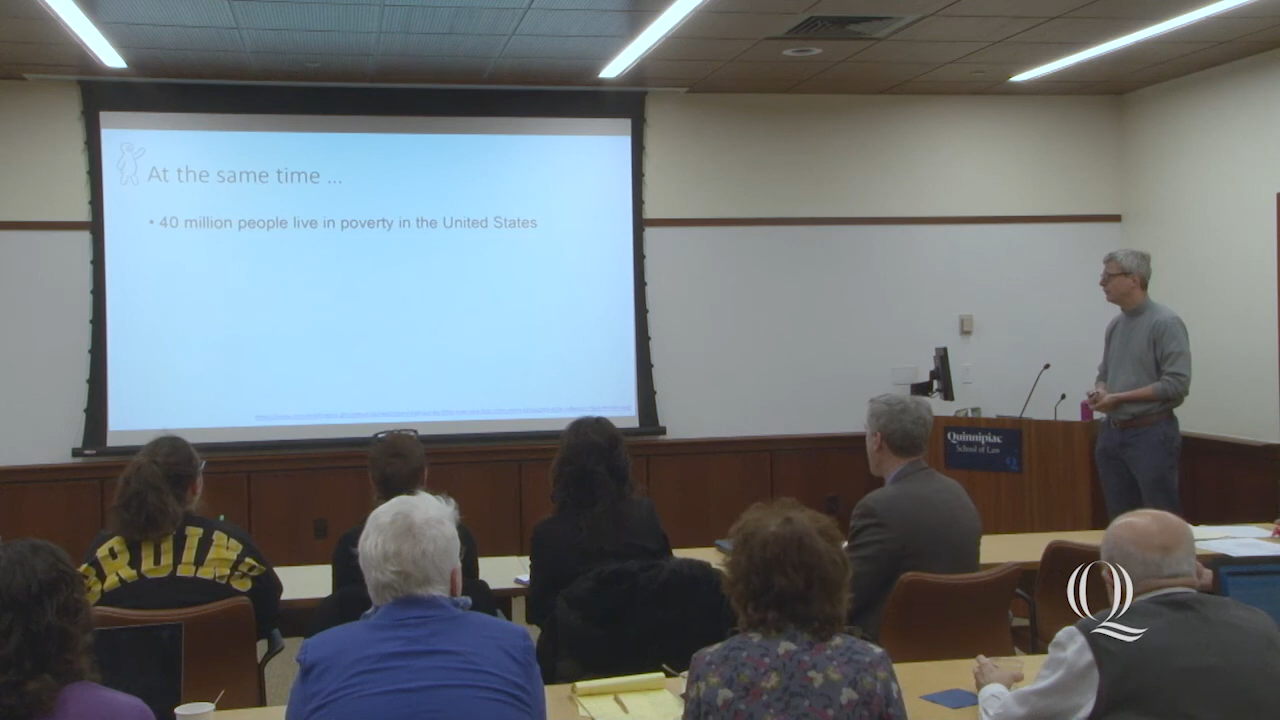 At the same time ...
• 40 million people live in poverty in the United States
Quinnipiac
School of Law
BRUINS
Q